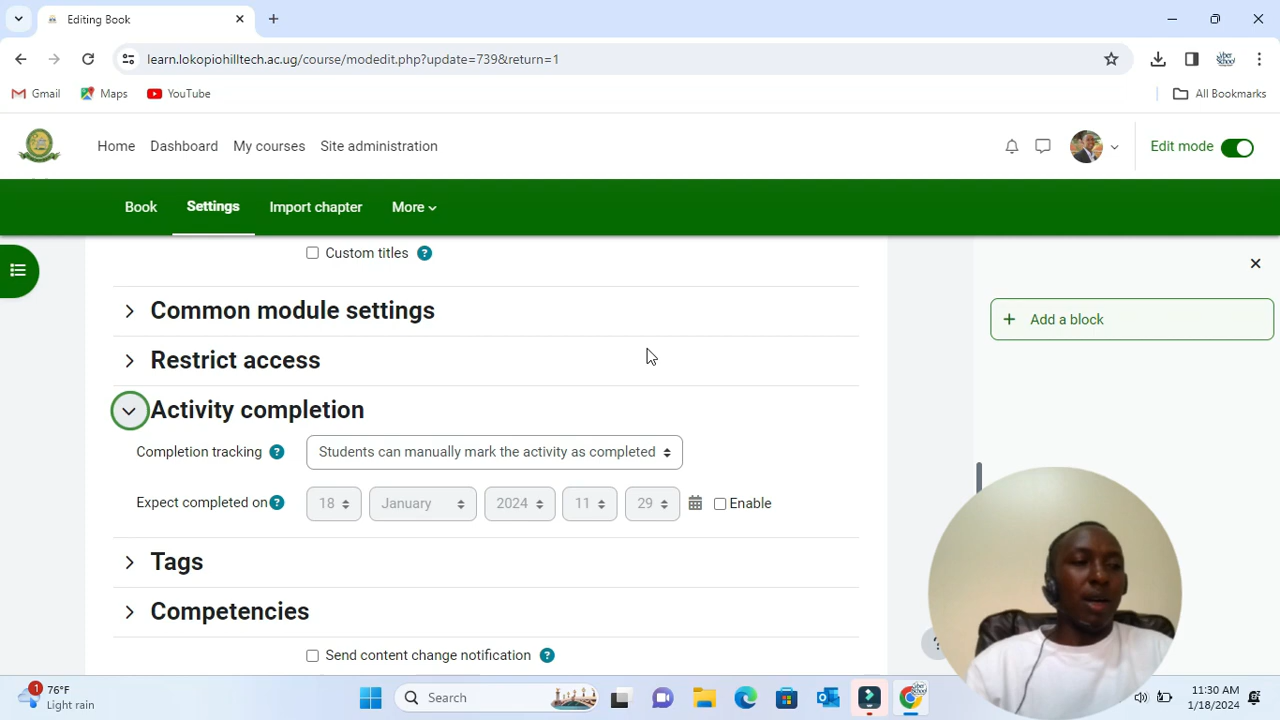 Editing Book
learn.lokopiohilltech.ac.ug/course/modedit.php?update=739&return=1
Gmail Maps YouTube All Bookmarks
Home Dashboard My courses Site administration Edit mode
Book Settings Import chapter More
Custom titles ?
Common module settings
+ Add a block
Restrict access
Activity completion
Completion tracking ? Students can manually mark the activity as completed
Expect completed on ? 18 January 2024 11 29 Enable
Tags
Competencies
Send content change notification ?
1 76°F
Light rain
Search
11:30 AM
1/18/2024